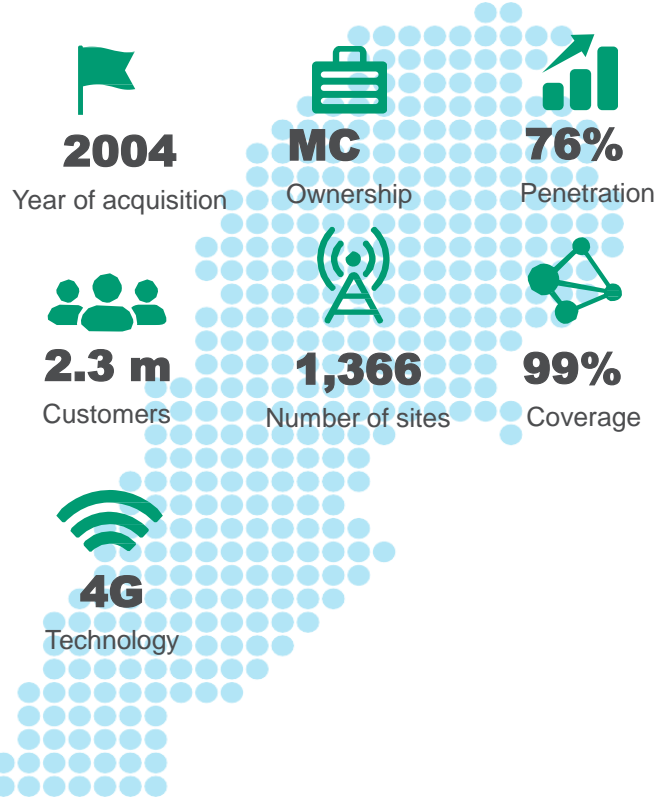 2004
Year of acquisition
MC
Ownership
76%
Penetration
2.3 m
Customers
1,366
Number of sites
99%
Coverage
4G
Technology